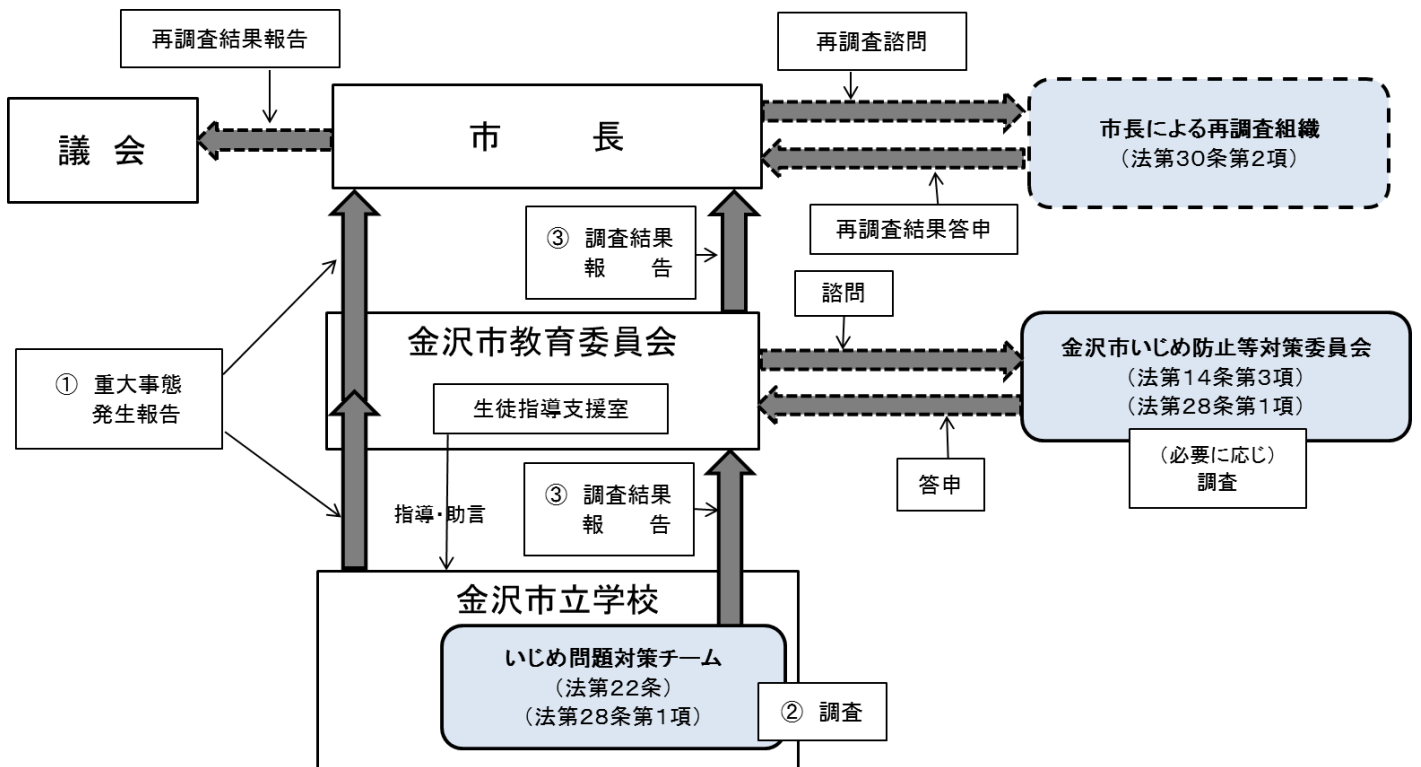 再調査結果報告
再調査諮問
議 会
市 長
市長による再調査組織
（法第30条第2項）
③ 調査結果
報 告
再調査結果答申
諮問
① 重大事態
発生報告
金沢市教育委員会
生徒指導支援室
金沢市いじめ防止等対策委員会
（法第14条第3項）
（法第28条第1項）
（必要に応じ）
調査
答申
指導・助言
③ 調査結果
報 告
金沢市立学校
いじめ問題対策チーム
（法第22条）
（法第28条第1項）
② 調査